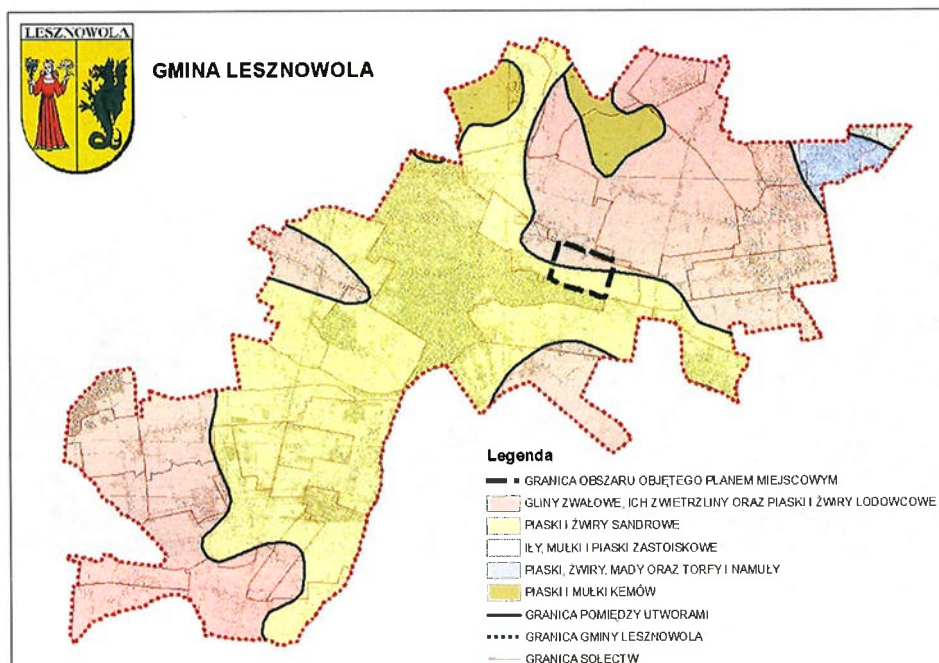 LESZNOWOLA
GMINA LESZNOWOLA
Legenda
GRANICA OBSZARU OBJĘTEGO PLANEM MIEJSCOWYM
GLINY ZWAŁOWE, ICH ZWIETRZLINY ORAZ PIASKI I ŻWIRY LODOWCOWE
PIASKI I ŻWIRY SANDROWE
IŁY, MUŁKI I PIASKI ZASTOISKOWE
PIASKI, ŻWIRY, MADY ORAZ TORFY I NAMUŁY
PIASKI I MUŁKI KEMÓW
GRANICA POMIĘDZY UTWORAMI
GRANICA GMINY LESZNOWOLA
GRANICA SOŁECTW